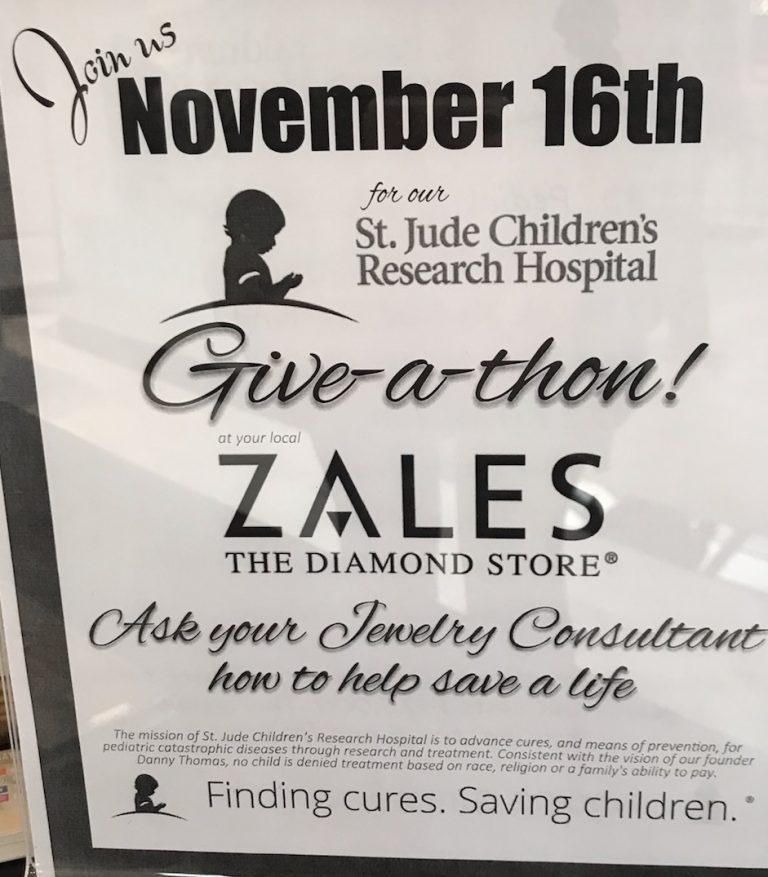 Join us
November 16th
for our
St. Jude Children's
Research Hospital
Give-a-thon!
at your local
ZALES
THE DIAMOND STORE®
Ask your Jewelry Consultant
how to help save a life
The mission of St. Jude Children's Research Hospital is to advance cures, and means of prevention, for
pediatric catastrophic diseases through research and treatment. Consistent with the vision of our founder
Danny Thomas, no child is denied treatment based on race, religion or a family's ability to pay.
Finding cures. Saving children.®